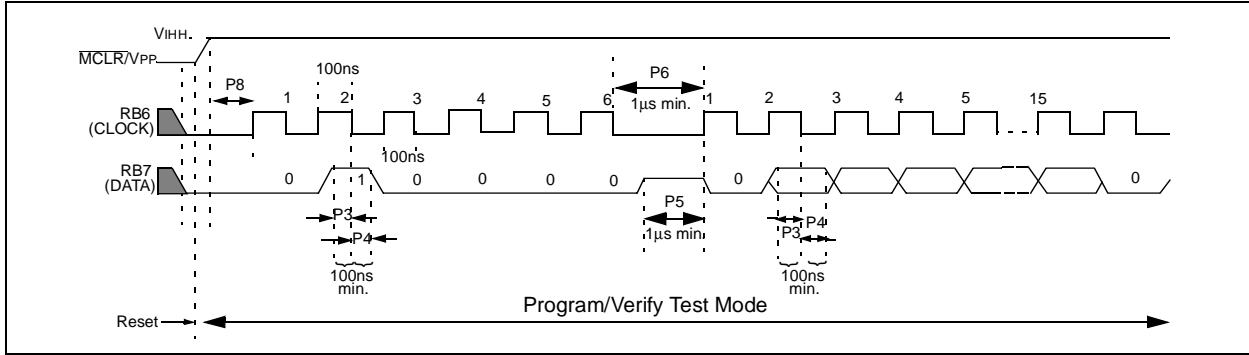 VIHH
MCLR/VPP
P8
100ns
P6
1µs min.
RB6
(CLOCK)
1 2 3 4 5 6 1 2 3 4 5 15
100ns
RB7
(DATA)
0 1 0 0 0 0 0 0
P5
1µs min
P3
P4
100ns
min.
P4
P3
100ns
min.
Program/Verify Test Mode
Reset